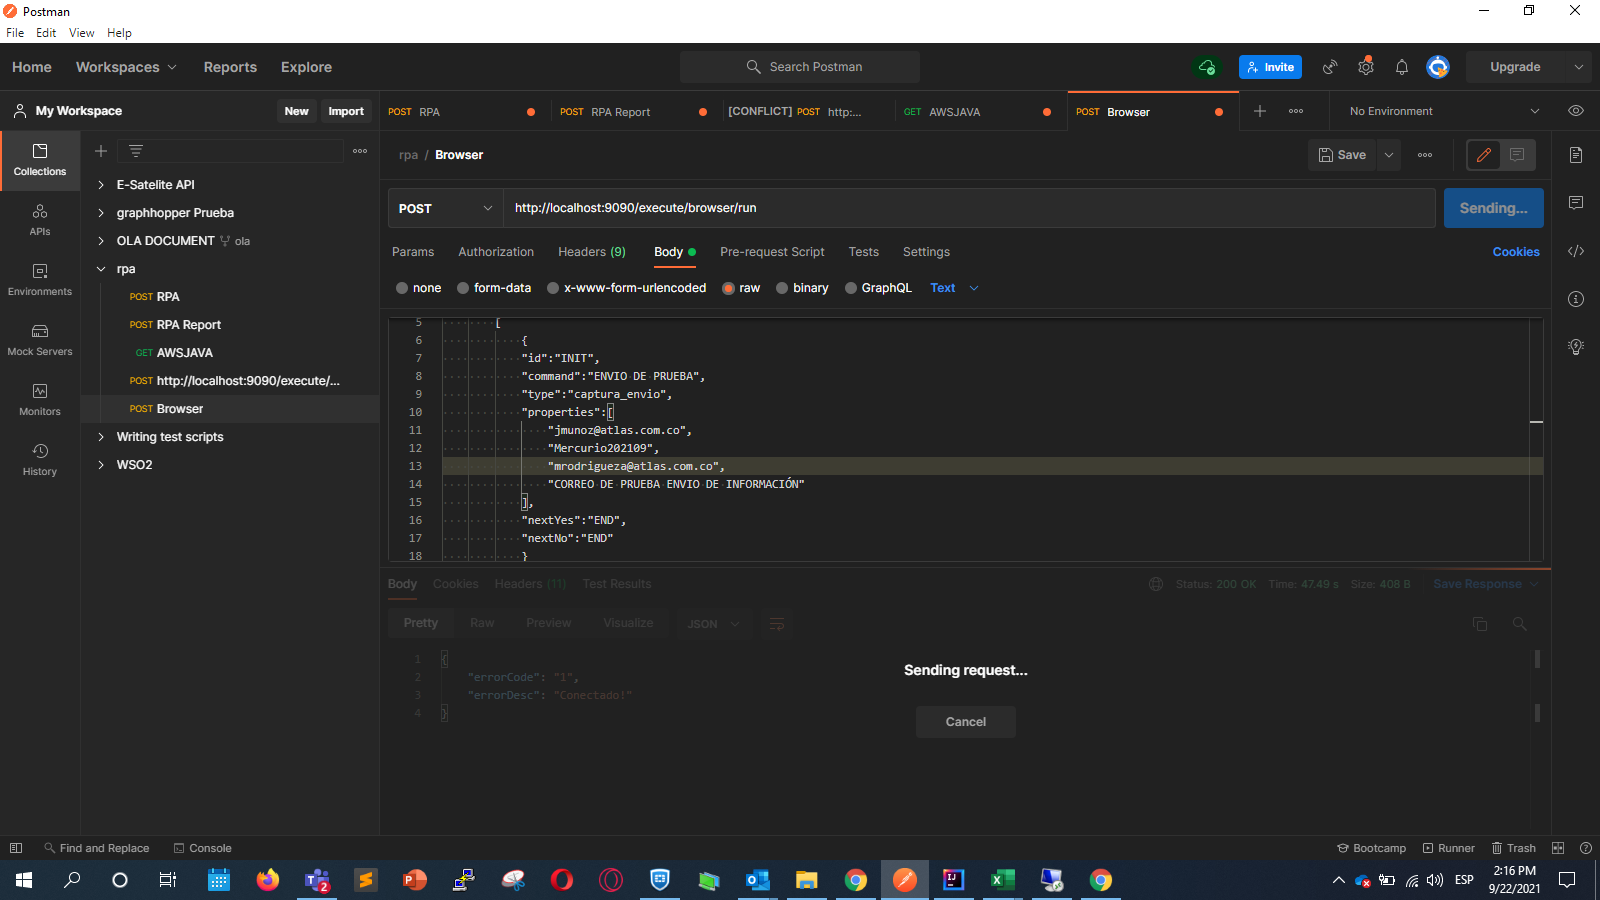 Postman
File Edit View Help
Home Workspaces Reports Explore
Search Postman
Invite
Upgrade
My Workspace
New Import
POST RPA
POST RPA Report
[CONFLICT] POST http:...
GET AWSJAVA
POST Browser
No Environment
Collections
APIs
Environments
Mock Servers
Monitors
History
E-Satelite API
graphhopper Prueba
OLA DOCUMENT ola
rpa
POST RPA
POST RPA Report
GET AWSJAVA
POST http://localhost:9090/execute/...
POST Browser
Writing test scripts
WSO2
rpa / Browser
Save
POST http://localhost:9090/execute/browser/run
Sending...
Params Authorization Headers (9) Body Pre-request Script Tests Settings
Cookies
none form-data x-www-form-urlencoded raw binary GraphQL Text
5 [
6 {
7 "id":"INIT",
8 "command":"ENVIO DE PRUEBA",
9 "type":"captura_envio",
10 "properties":[
11 "jmunoz@atlas.com.co",
12 "Mercurio202109",
13 "mrodrigueza@atlas.com.co",
14 "CORREO DE PRUEBA ENVIO DE INFORMACIÓN"
15 ],
16 "nextYes":"END",
17 "nextNo":"END"
18 }
Body Cookies Headers (11) Test Results
Status: 200 OK Time: 47.49 s Size: 408 B Save Response
Pretty Raw Preview Visualize JSON
1 {
2 "errorCode": "1",
3 "errorDesc": "Conectado!"
4 }
Sending request...
Cancel
Find and Replace Console
Bootcamp Runner Trash
2
ESP
2:16 PM
9/22/2021